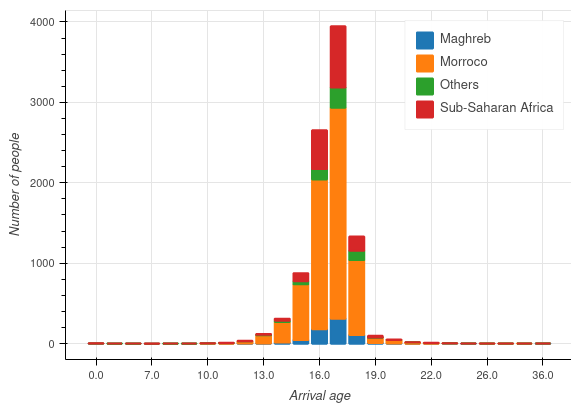 4000
3000
2000
1000
0
Number of people
Maghreb
Morroco
Others
Sub-Saharan Africa
0.0 7.0 10.0 13.0 16.0 19.0 22.0 26.0 36.0
Arrival age